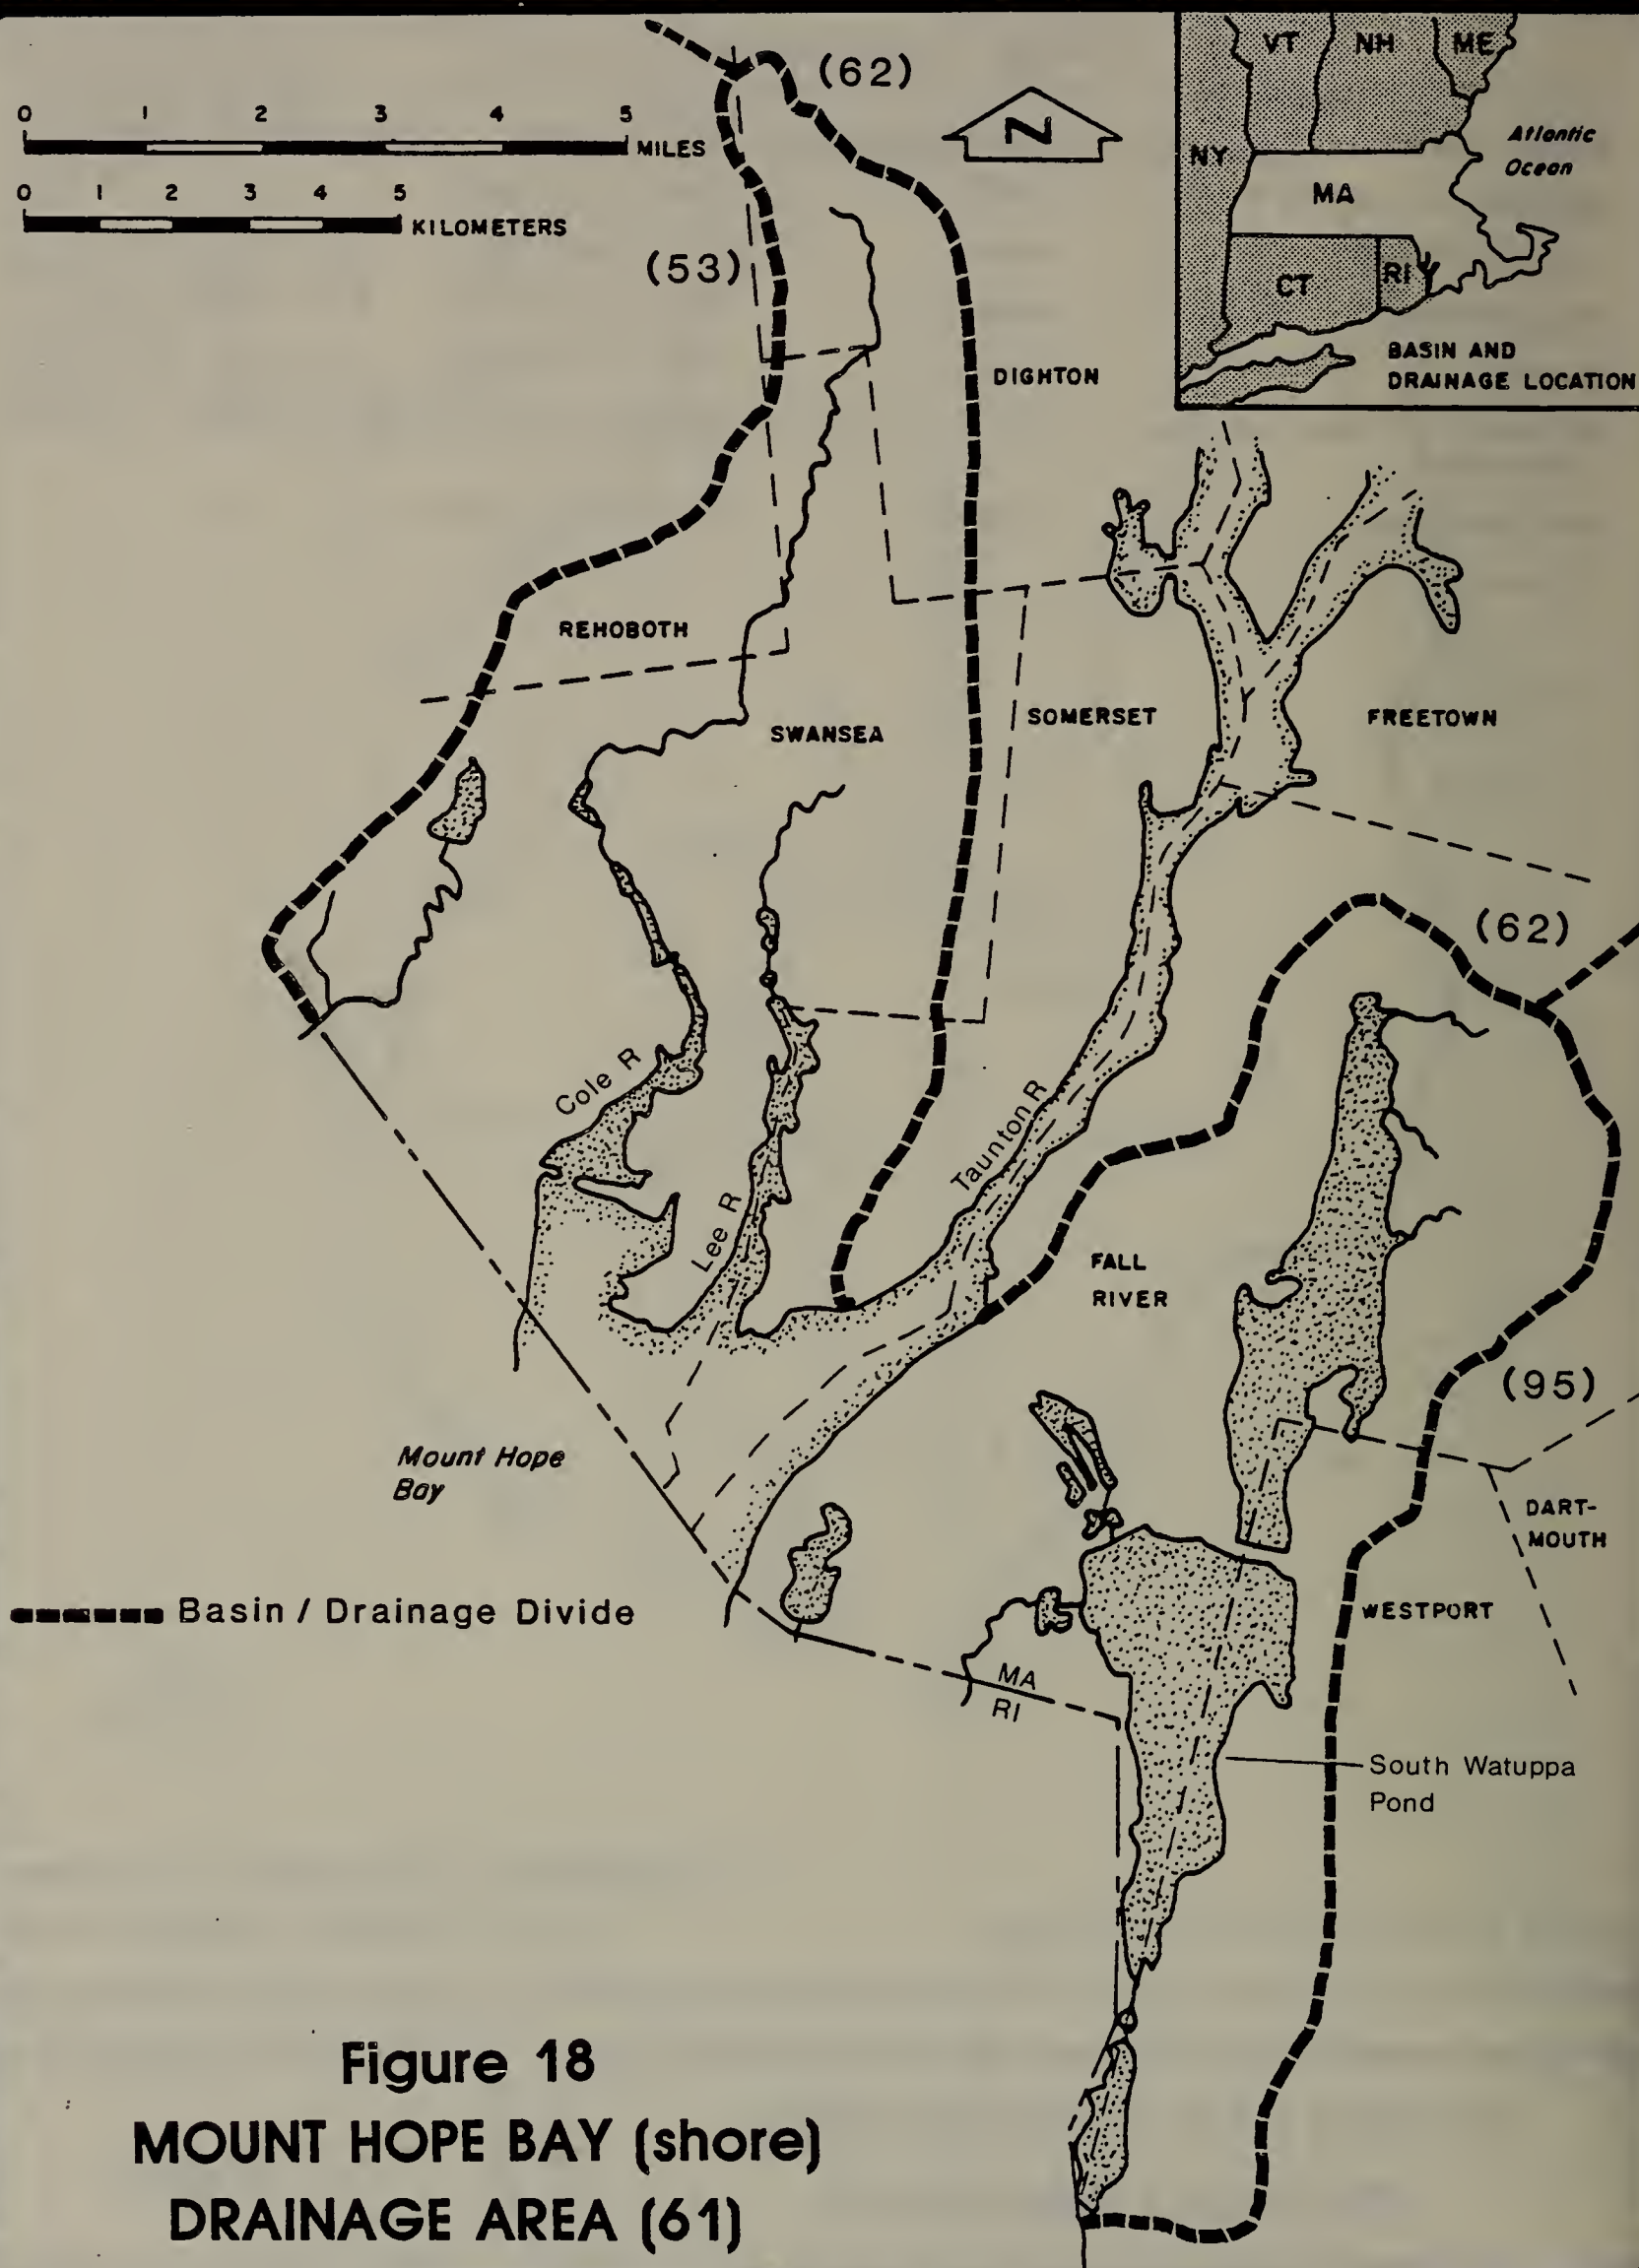 0 1 2 3 4 5
MILES
0 1 2 3 4 5
KILOMETERS
(62)
(53)
N
VT NH ME
NY
Atlantic
Ocean
MA
CT RI
BASIN AND
DRAINAGE LOCATION
DIGHTON
REHOBOTH
SWANSEA
SOMERSET
FREETOWN
(62)
Cole R
Taunton R
Lee R
FALL
RIVER
(95)
Mount Hope
Bay
DART-
MOUTH
Basin / Drainage Divide
WESTPORT
MA
RI
South Watuppa
Pond
Figure 18
MOUNT HOPE BAY (shore)
DRAINAGE AREA (61)